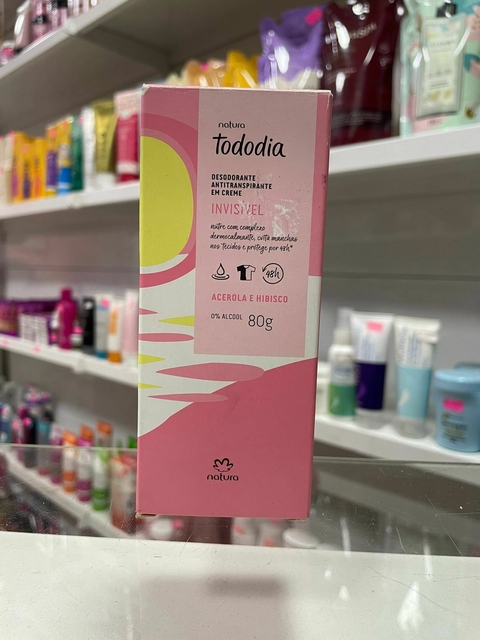 natura
tododia
DESODORANTE
ANTITRANSPIRANTE
EM CREME
INVISÍVEL
nutre com complexo
dermocalmante, evita manchas
nos tecidos e protege por 48h*
48h
ACEROLA E HIBISCO
0% ALCOOL 80g
natura